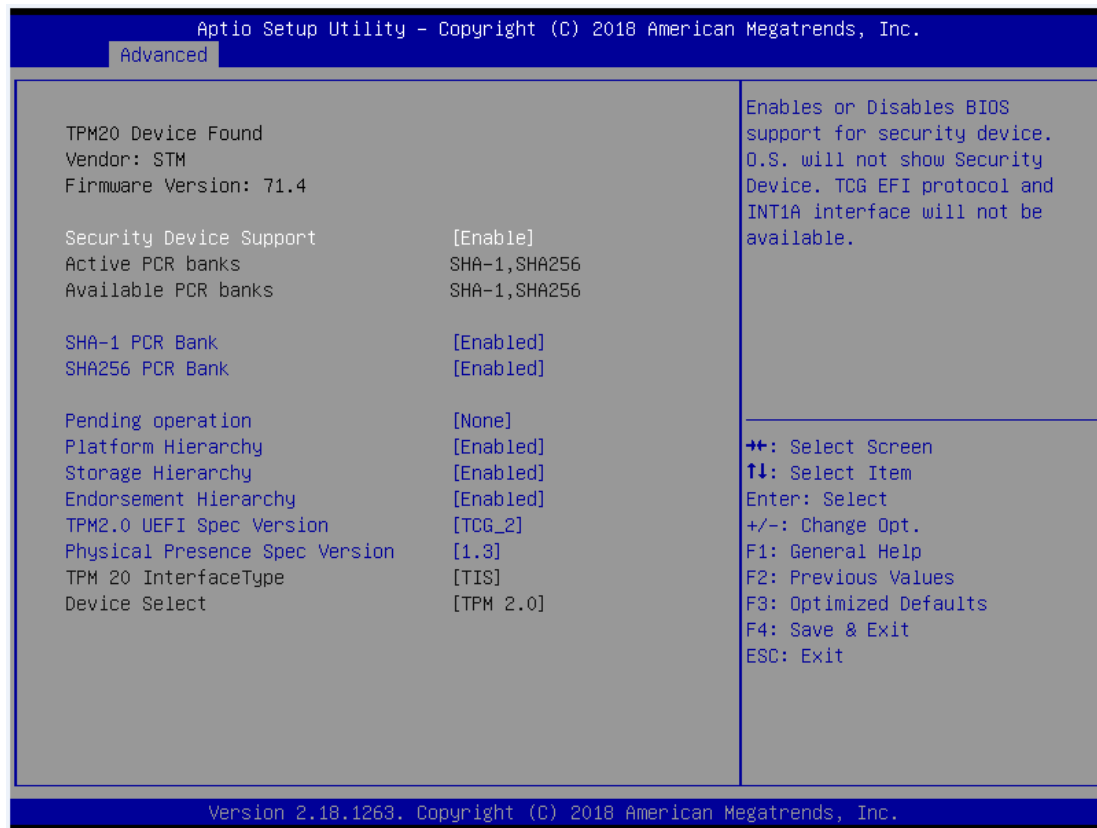 Aptio Setup Utility – Copyright (C) 2018 American Megatrends, Inc.
Advanced
TPM20 Device Found
Vendor: STM
Firmware Version: 71.4
Security Device Support [Enable]
Active PCR banks SHA-1,SHA256
Available PCR banks SHA-1,SHA256
SHA-1 PCR Bank [Enabled]
SHA256 PCR Bank [Enabled]
Pending operation [None]
Platform Hierarchy [Enabled]
Storage Hierarchy [Enabled]
Endorsement Hierarchy [Enabled]
TPM2.0 UEFI Spec Version [TCG_2]
Physical Presence Spec Version [1.3]
TPM 20 InterfaceType [TIS]
Device Select [TPM 2.0]
Enables or Disables BIOS
support for security device.
O.S. will not show Security
Device. TCG EFI protocol and
INT1A interface will not be
available.
→←: Select Screen
↑↓: Select Item
Enter: Select
+/-: Change Opt.
F1: General Help
F2: Previous Values
F3: Optimized Defaults
F4: Save & Exit
ESC: Exit
Version 2.18.1263. Copyright (C) 2018 American Megatrends, Inc.